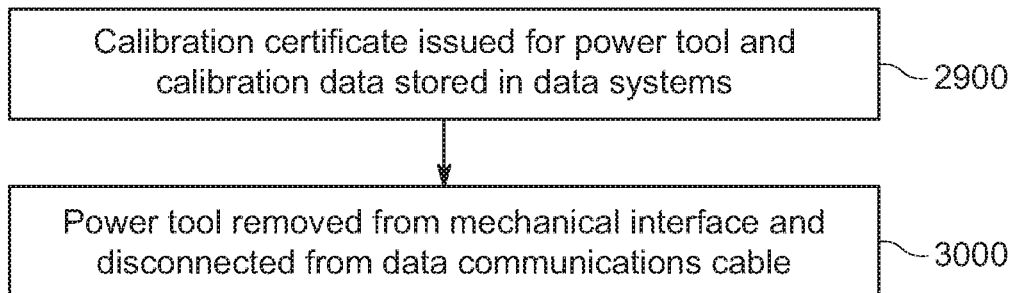 Calibration certificate issued for power tool and
calibration data stored in data systems
2900
Power tool removed from mechanical interface and
disconnected from data communications cable
3000